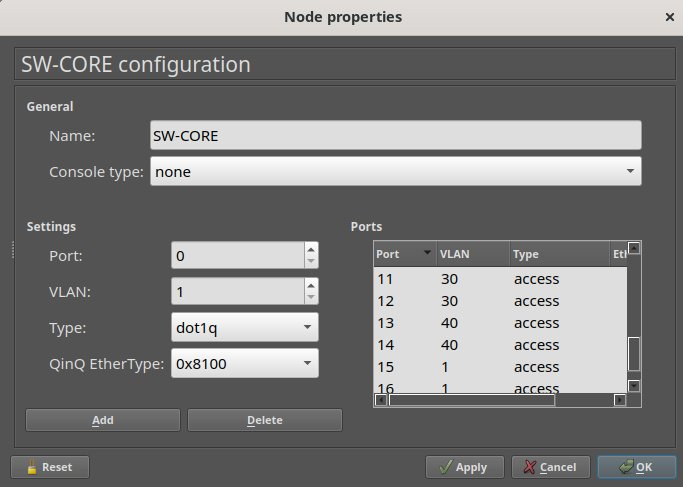 Node properties
SW-CORE configuration
General
Name: SW-CORE
Console type: none
Settings
Port: 0
VLAN: 1
Type: dot1q
QinQ EtherType: 0x8100
Add Delete
Ports
Port VLAN Type Eth
11 30 access
12 30 access
13 40 access
14 40 access
15 1 access
16 1 access
Reset Apply Cancel OK